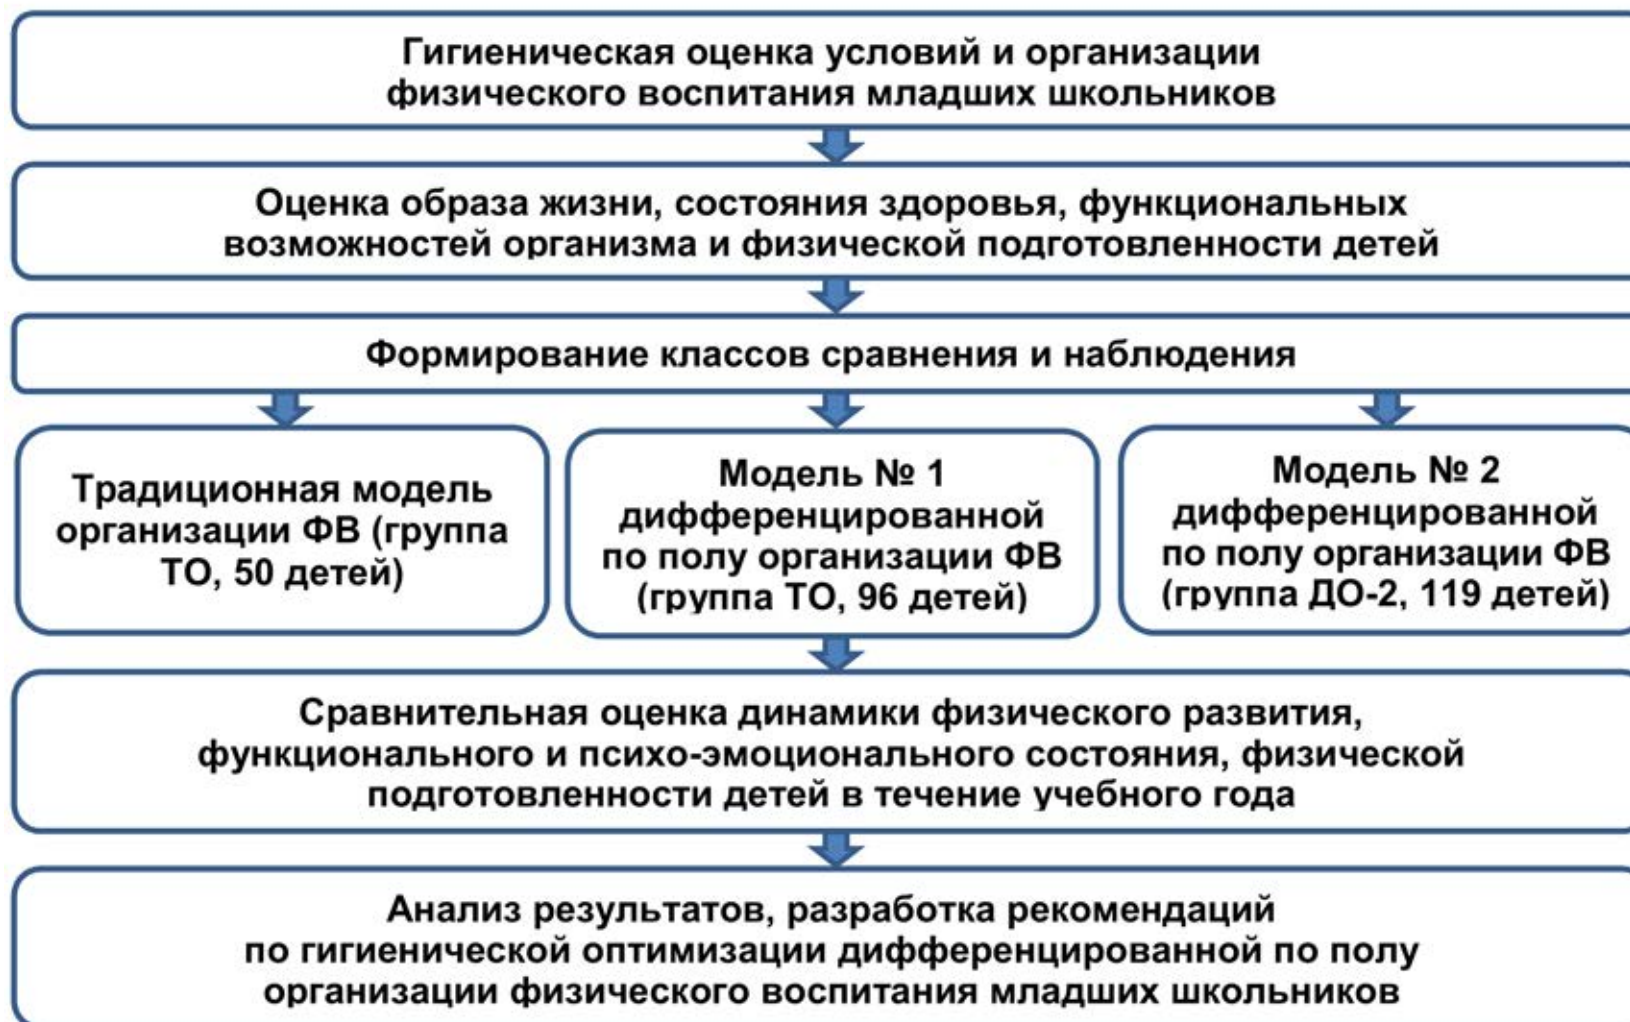 Гигиеническая оценка условий и организации
физического воспитания младших школьников
Оценка образа жизни, состояния здоровья, функциональных
возможностей организма и физической подготовленности детей
Формирование классов сравнения и наблюдения
Традиционная модель
организации ФВ (группа
ТО, 50 детей)
Модель № 1
дифференцированной
по полу организации ФВ
(группа ТО, 96 детей)
Модель № 2
дифференцированной
по полу организации ФВ
(группа ДО-2, 119 детей)
Сравнительная оценка динамики физического развития,
функционального и психо-эмоционального состояния, физической
подготовленности детей в течение учебного года
Анализ результатов, разработка рекомендаций
по гигиенической оптимизации дифференцированной по полу
организации физического воспитания младших школьников